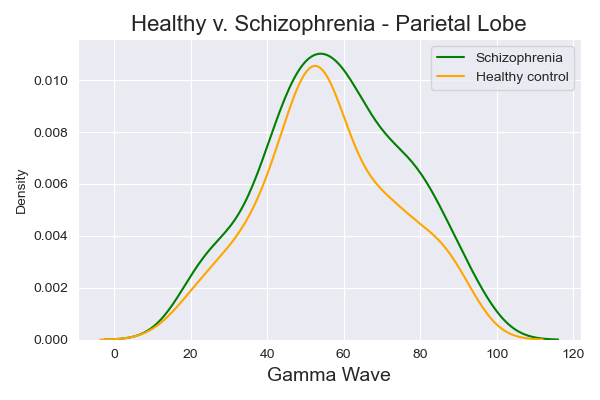 Healthy v. Schizophrenia - Parietal Lobe
Schizophrenia
Healthy control
Density
0.010
0.008
0.006
0.004
0.002
0.000
0 20 40 60 80 100 120
Gamma Wave